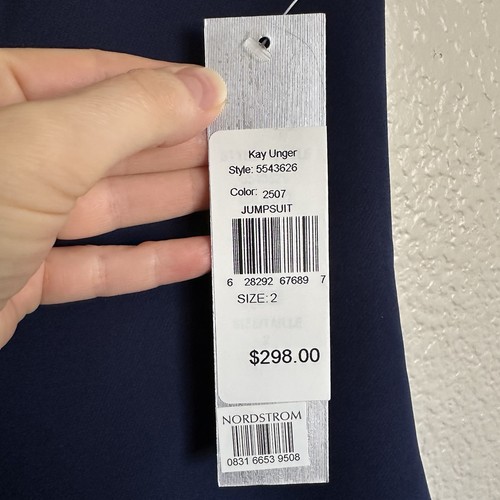 Kay Unger
Style: 5543626
Color: 2507
JUMPSUIT
6 28292 67689 7
SIZE: 2
$298.00
NORDSTROM
0831 6653 9508